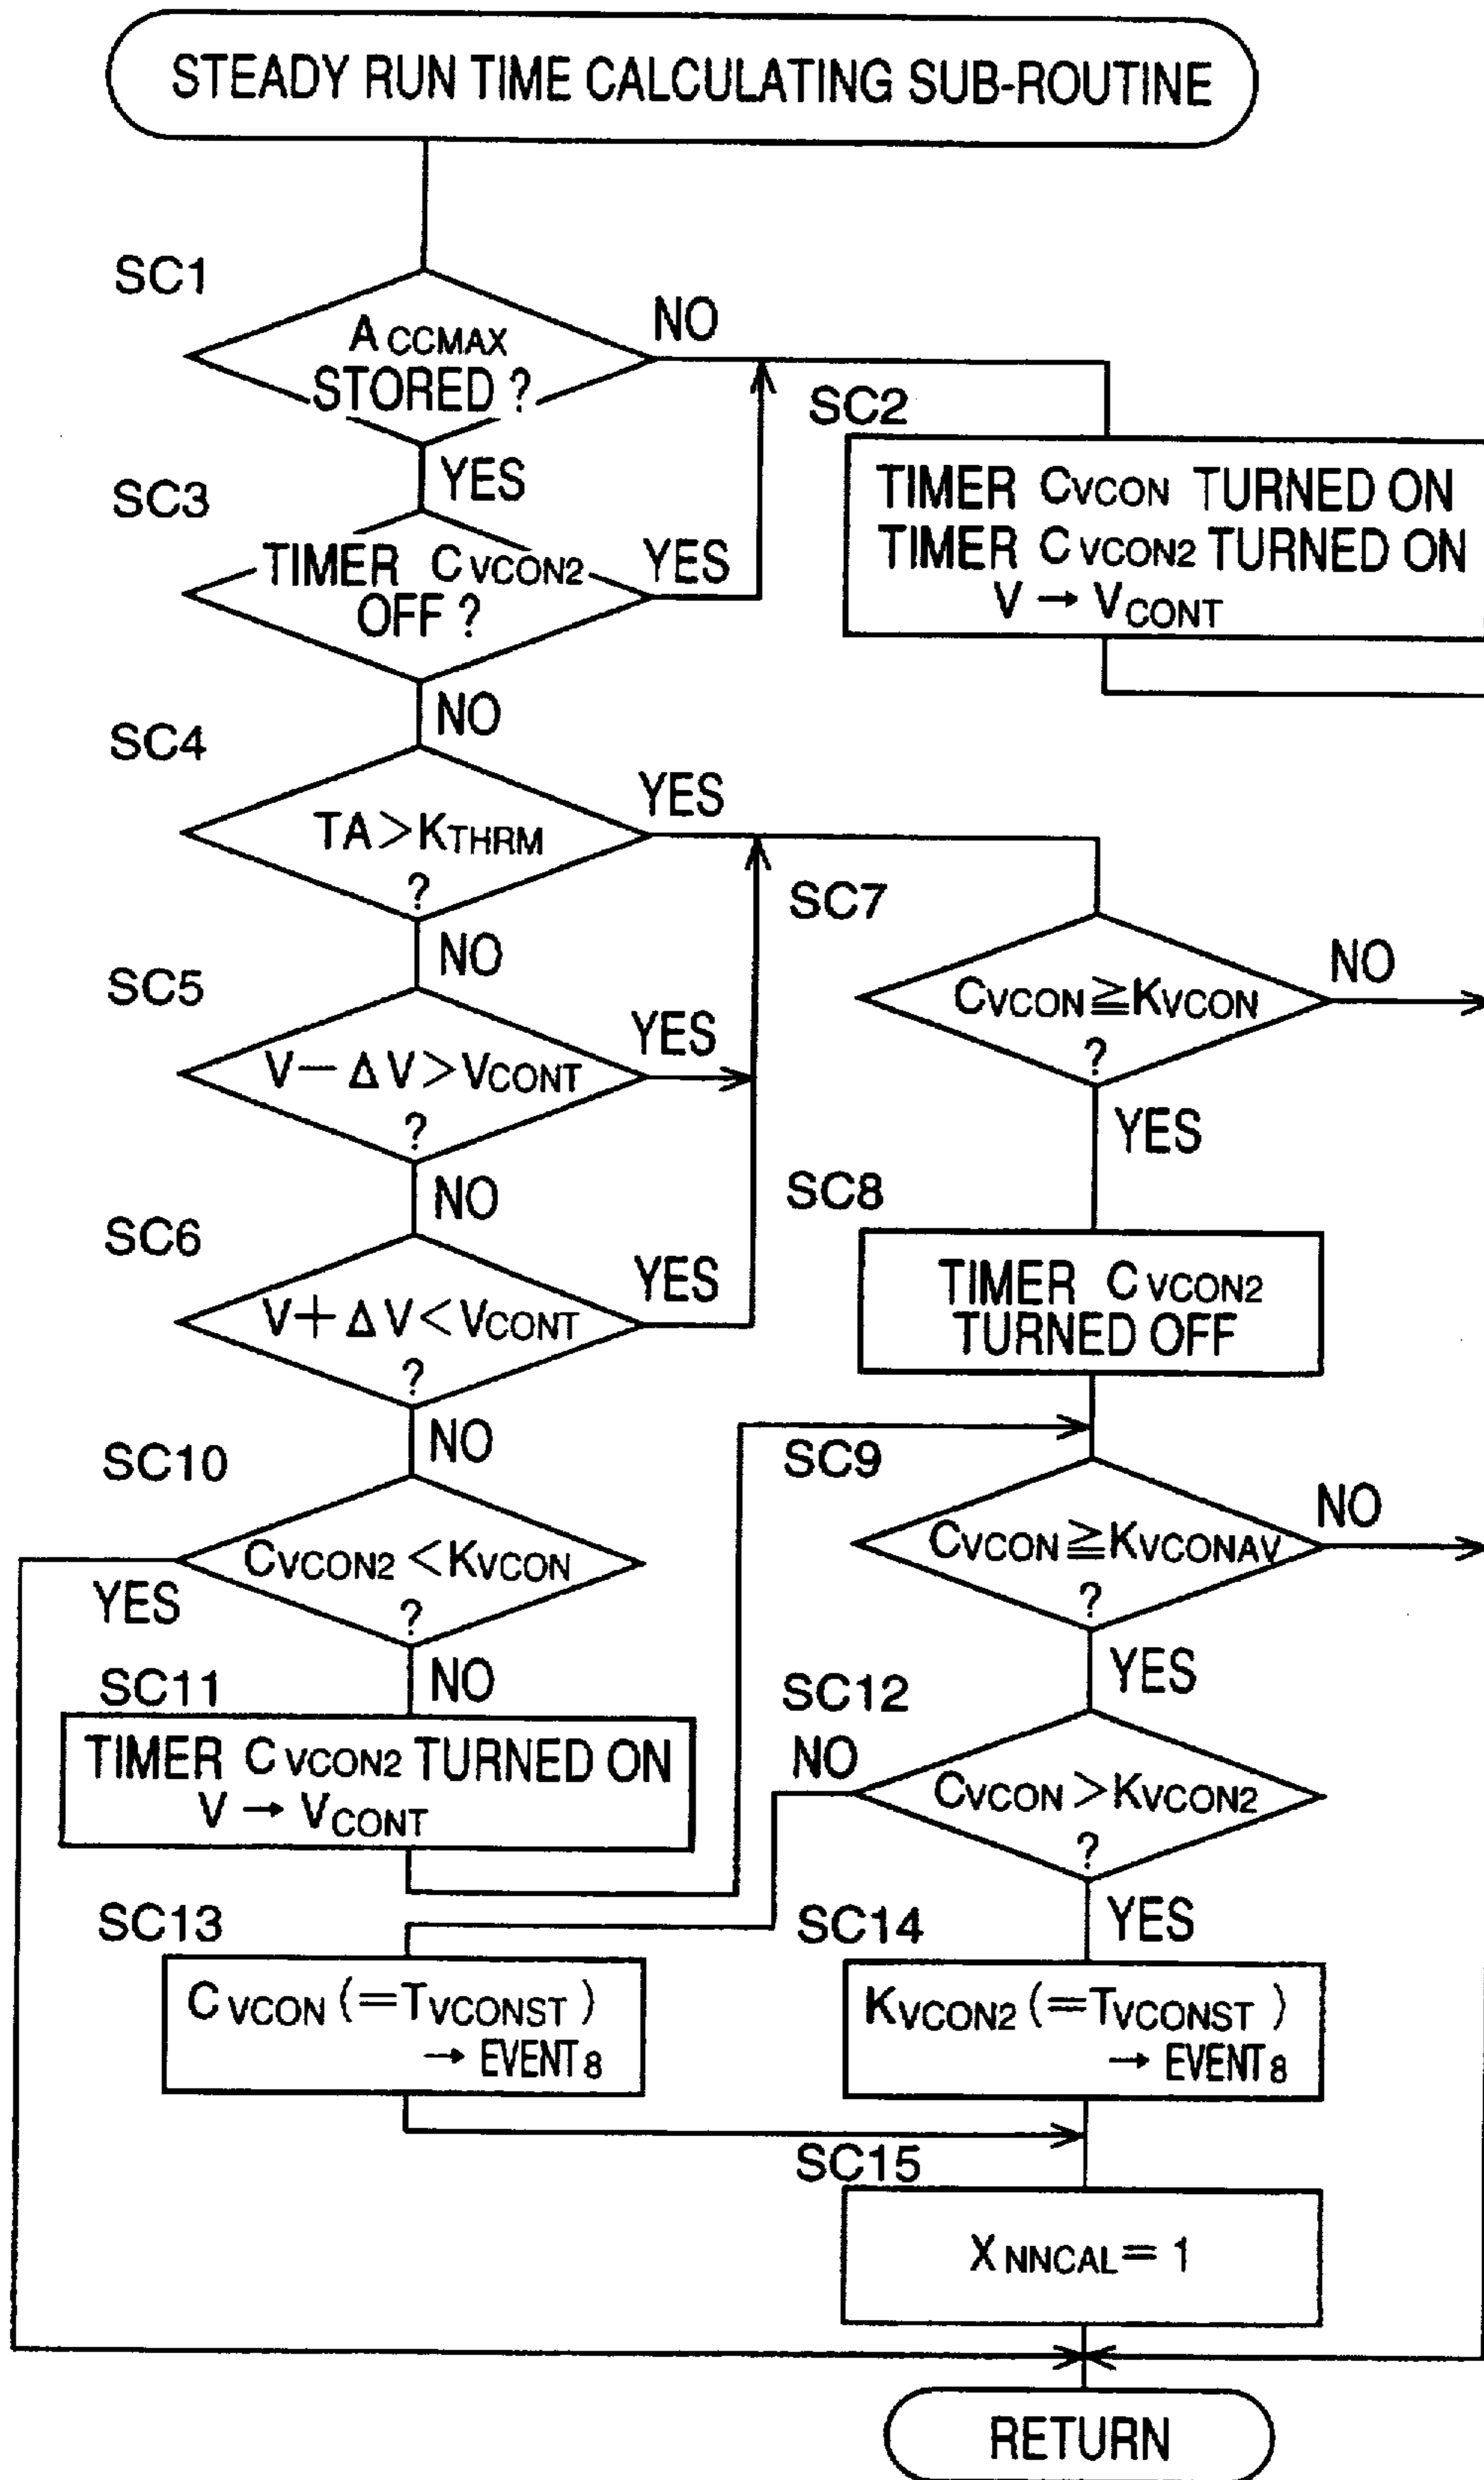 STEADY RUN TIME CALCULATING SUB-ROUTINE
SC1
ACCMAX
STORED ?
NO
YES
SC2
TIMER CVCON TURNED ON
TIMER CVCON2 TURNED ON
V → VCONT
SC3
TIMER CVCON2
OFF ?
YES
NO
SC4
TA>KTHRM
?
YES
NO
SC5
V−ΔV>VCONT
?
YES
NO
SC6
V+ΔV<VCONT
?
YES
NO
SC7
CVCON≧KVCON
?
NO
YES
SC8
TIMER CVCON2
TURNED OFF
SC9
CVCON≧KVCONAV
?
NO
YES
SC10
CVCON2<KVCON
?
YES
NO
SC11
TIMER CVCON2 TURNED ON
V → VCONT
SC12
CVCON>KVCON2
?
NO
YES
SC13
CVCON (=TVCONST)
→ EVENT8
SC14
KVCON2 (=TVCONST)
→ EVENT8
SC15
XNNCAL= 1
RETURN